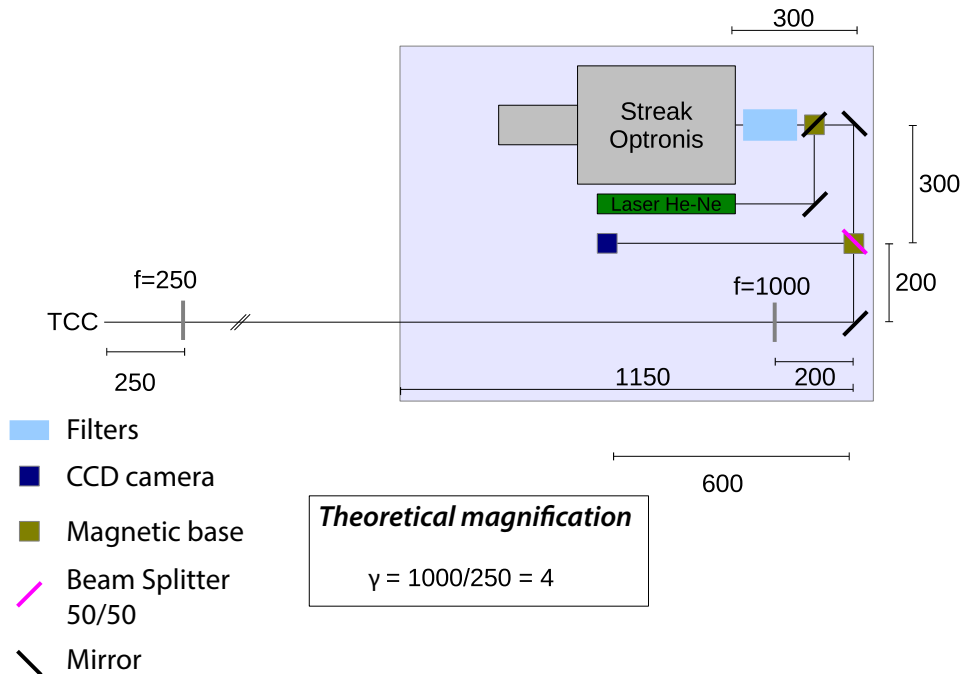 300
Streak
Optronis
300
Laser He-Ne
f=250
f=1000
200
TCC
250
1150
200
Filters
600
CCD camera
Theoretical magnification
Magnetic base
γ = 1000/250 = 4
Beam Splitter
50/50
Mirror